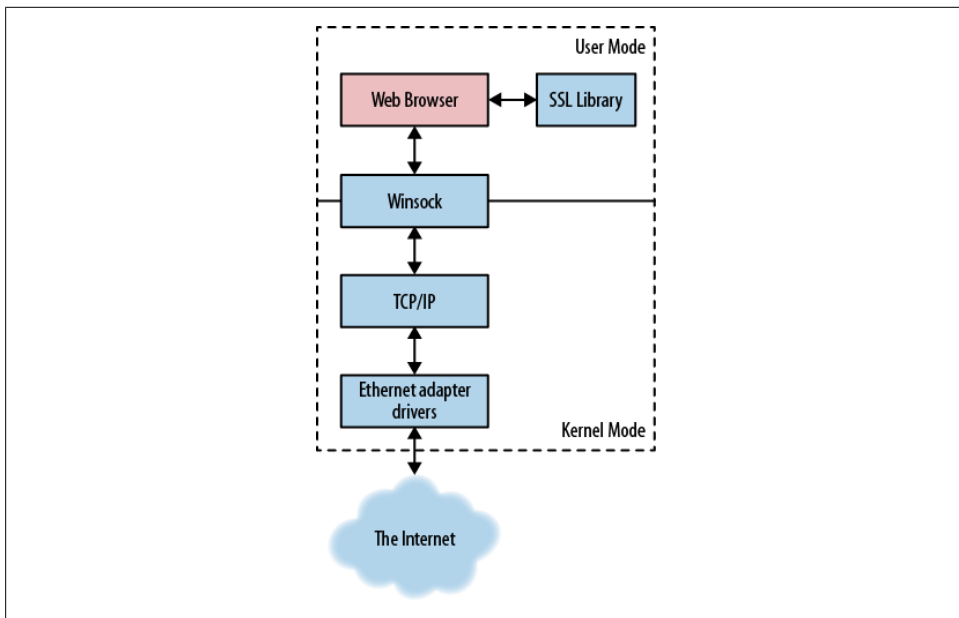 User Mode
Web Browser
SSL Library
Winsock
TCP/IP
Ethernet adapter
drivers
Kernel Mode
The Internet